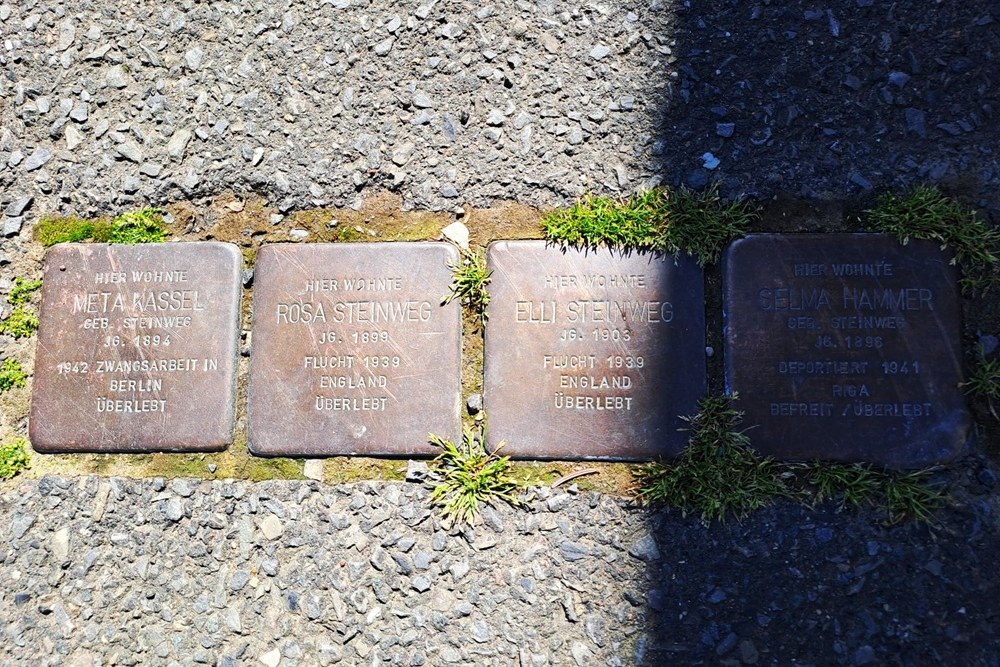 HIER WOHNTE
META KASSEL
GEB. STEINWEG
JG. 1894
1942 ZWANGSARBEIT IN
BERLIN
ÜBERLEBT
HIER WOHNTE
ROSA STEINWEG
JG. 1899
FLUCHT 1939
ENGLAND
ÜBERLEBT
HIER WOHNTE
ELLI STEINWEG
JG. 1903
FLUCHT 1939
ENGLAND
ÜBERLEBT
HIER WOHNTE
SELMA HAMMER
GEB. STEINWEG
JG. 1896
DEPORTIERT 1941
RIGA
BEFREIT / ÜBERLEBT